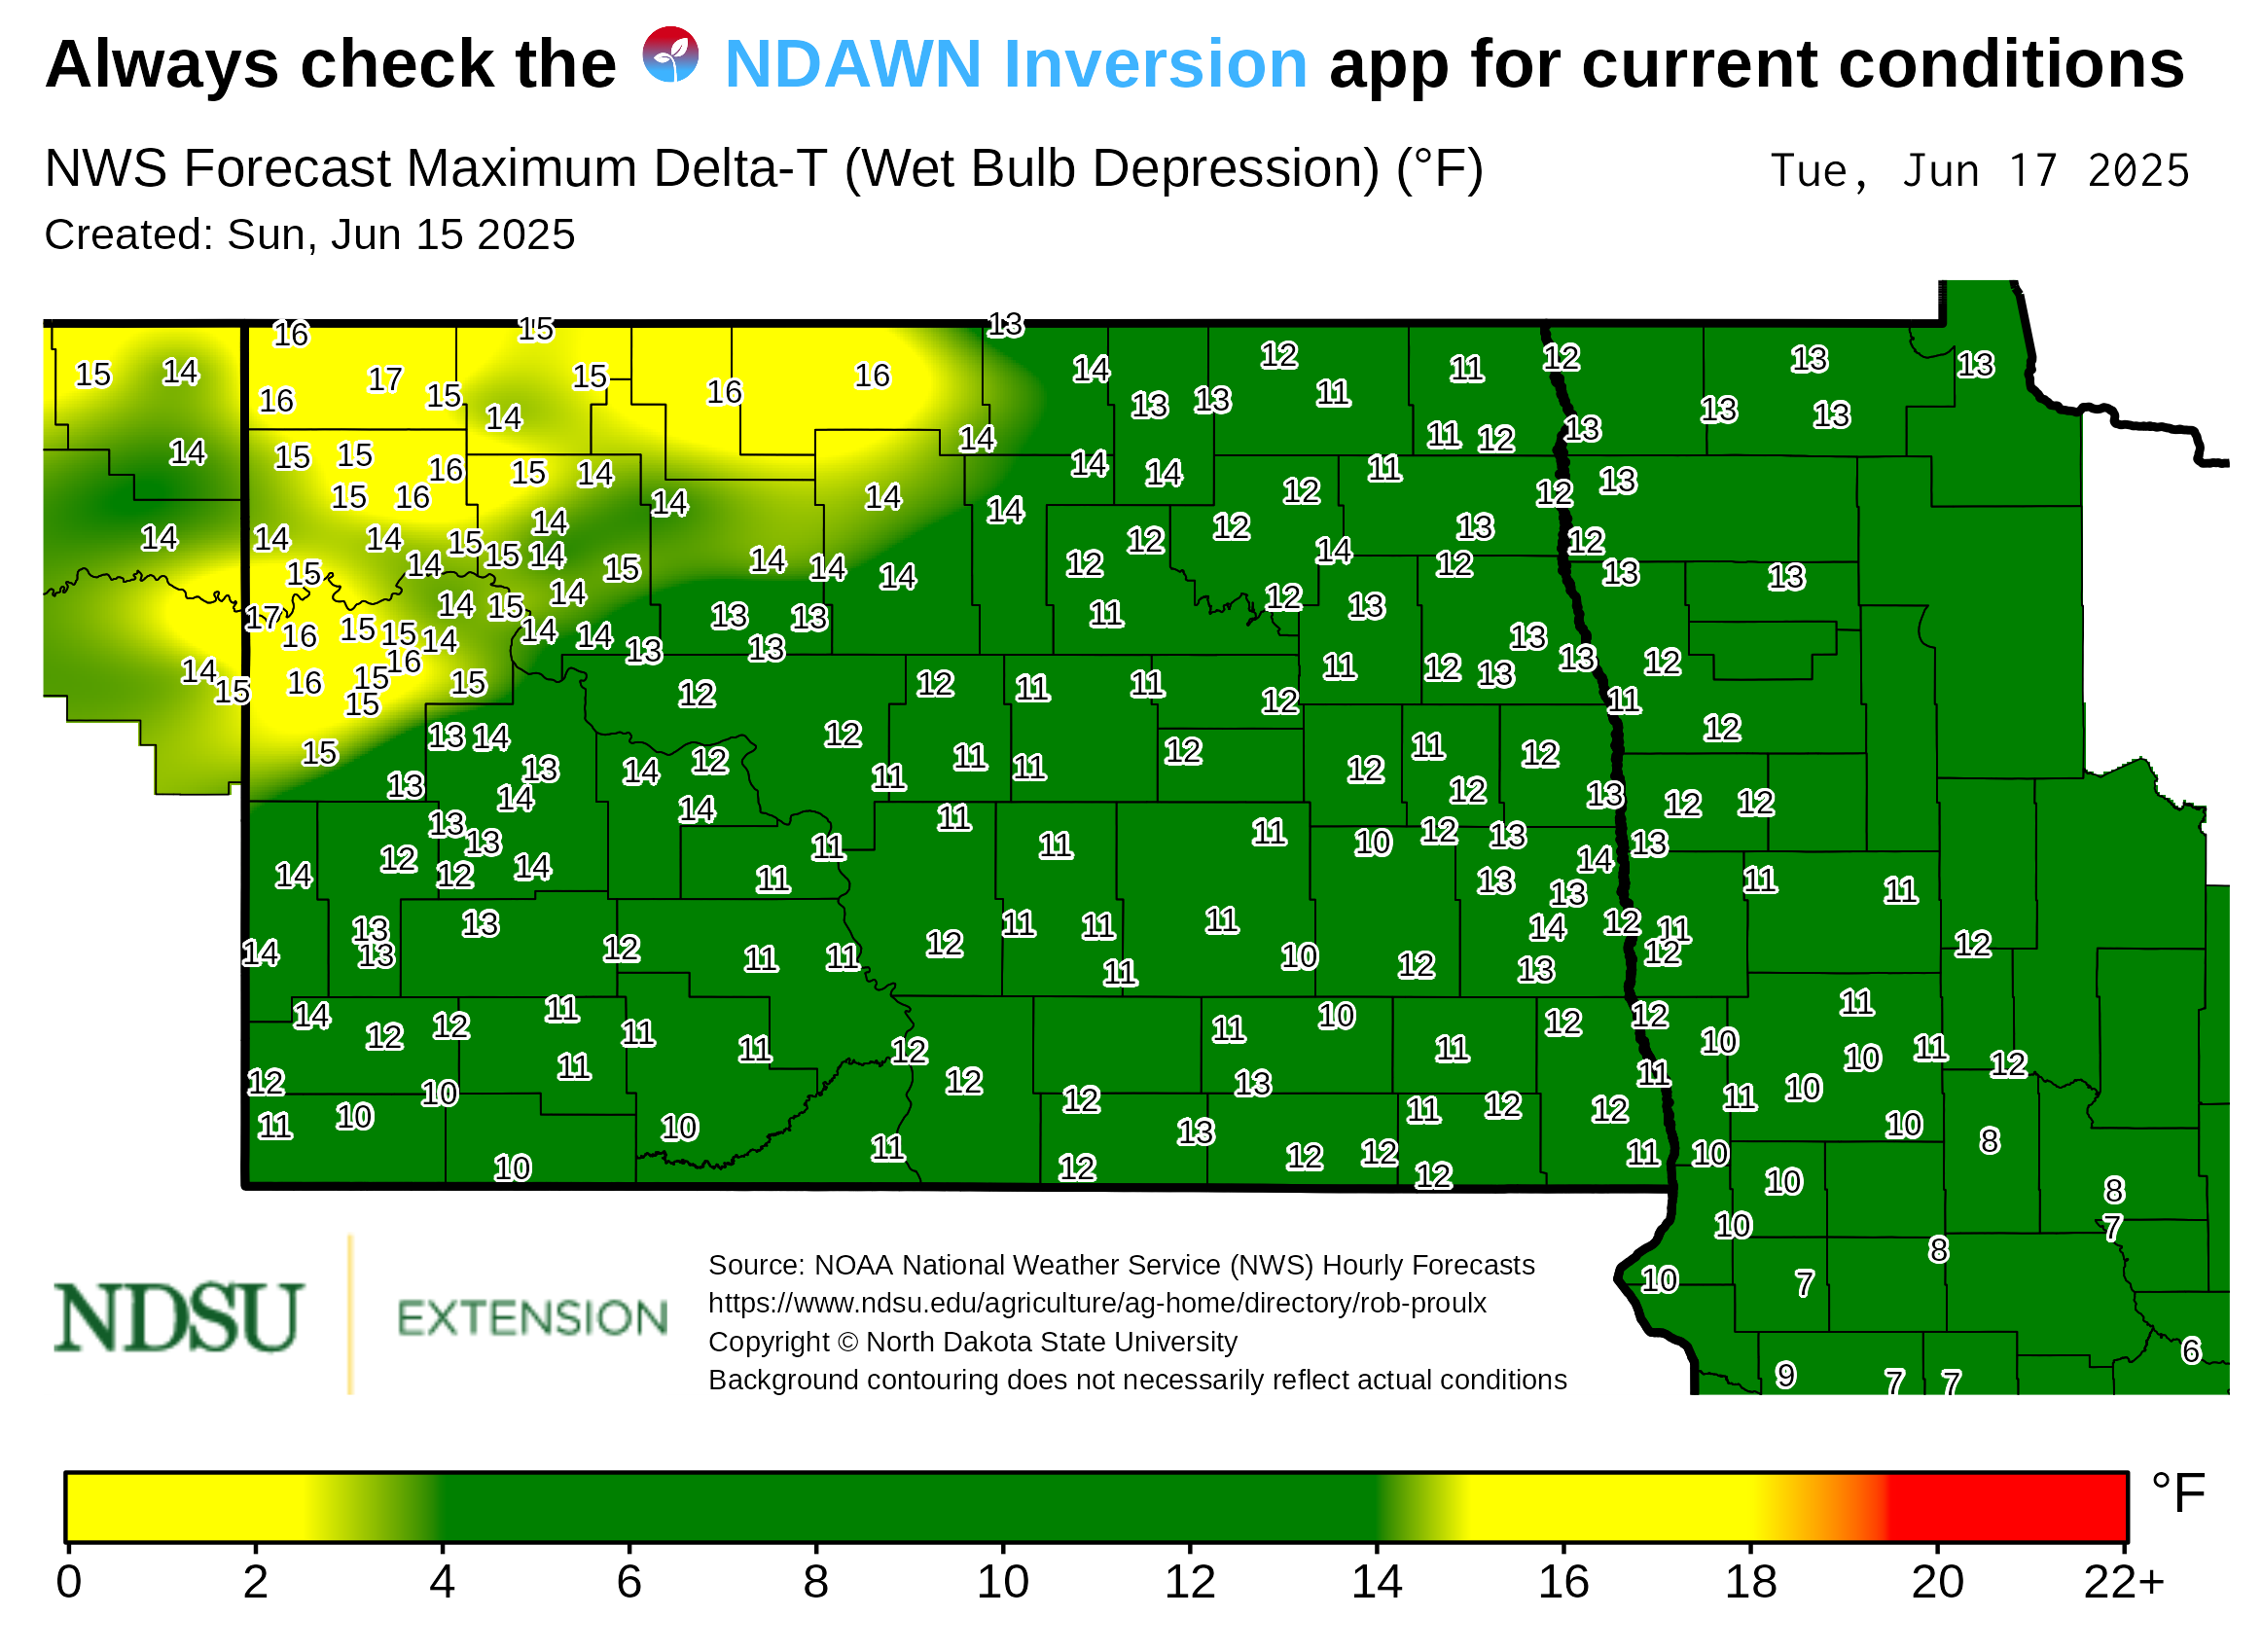 Always check the NDAWN Inversion app for current conditions
NWS Forecast Maximum Delta-T (Wet Bulb Depression) (°F)
Tue, Jun 17 2025
Created: Sun, Jun 15 2025
16 15 13
15 14 17 15 16 16 14 12 11 12 13 13
16 15 14 16 13 13 11 13 13
14 15 15 16 15 14 14 14 14 11 12 13
15 16 14 14 14 14 12 11 12 13
14 14 14 15 14 15 14 12 12 14 13 12
15 14 15 14 14 14 14 12 12 13 13
17 16 15 15 14 14 15 14 14 13 13 13 11 12 13 13
14 15 16 15 16 15 13 12 12 11 11 12 11 12 13 13 12
15 15 13 14 12 11 11 12 12 11 12 11 12
13 14 13 14 12 14 11 11 12 12 13 12 12
14 12 13 13 12 14 11 11 11 11 11 10 12 13 14 13 11 11
14 13 13 13 12 11 11 12 11 11 11 10 12 13 13 14 12 11 12 12
14 12 12 11 11 11 12 11 11 10 11 12 12 10 11
12 11 10 10 11 12 12 13 11 12 12 11 11 10 10 11 12
11 10 10 11 12 13 12 12 12 11 10 10 8
10 10 8 7 8
10 7 6
9 7 7
NDSU EXTENSION
Source: NOAA National Weather Service (NWS) Hourly Forecasts
https://www.ndsu.edu/agriculture/ag-home/directory/rob-proulx
Copyright © North Dakota State University
Background contouring does not necessarily reflect actual conditions
°F
0 2 4 6 8 10 12 14 16 18 20 22+